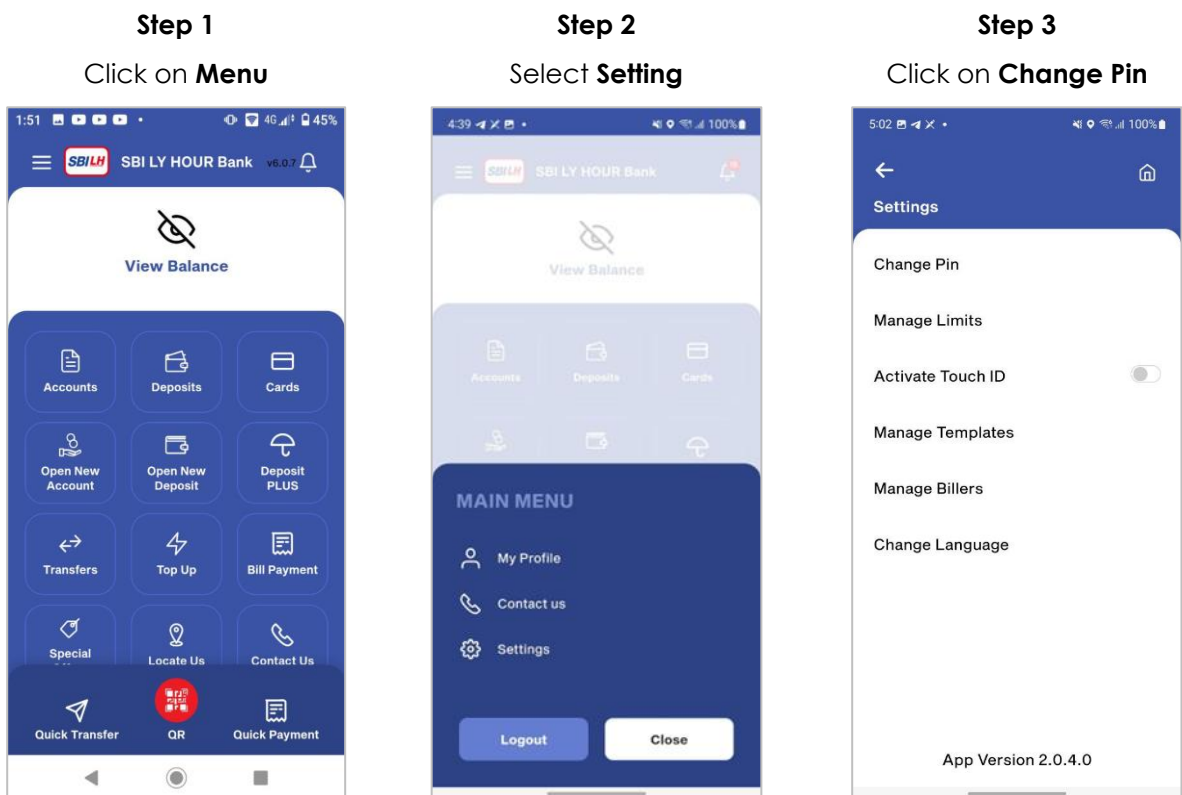 Step 1
Click on Menu
1:51 4G 45%
SBILH SBI LY HOUR Bank v6.0.7
View Balance
Accounts Deposits Cards
Open New Account Open New Deposit Deposit PLUS
Transfers Top Up Bill Payment
Special Locate Us Contact Us
Quick Transfer QR Quick Payment
Step 2
Select Setting
4:39 100%
SBILH SBI LY HOUR Bank
View Balance
Accounts Deposits Cards
MAIN MENU
My Profile
Contact us
Settings
Logout Close
Step 3
Click on Change Pin
5:02 100%
Settings
Change Pin
Manage Limits
Activate Touch ID
Manage Templates
Manage Billers
Change Language
App Version 2.0.4.0